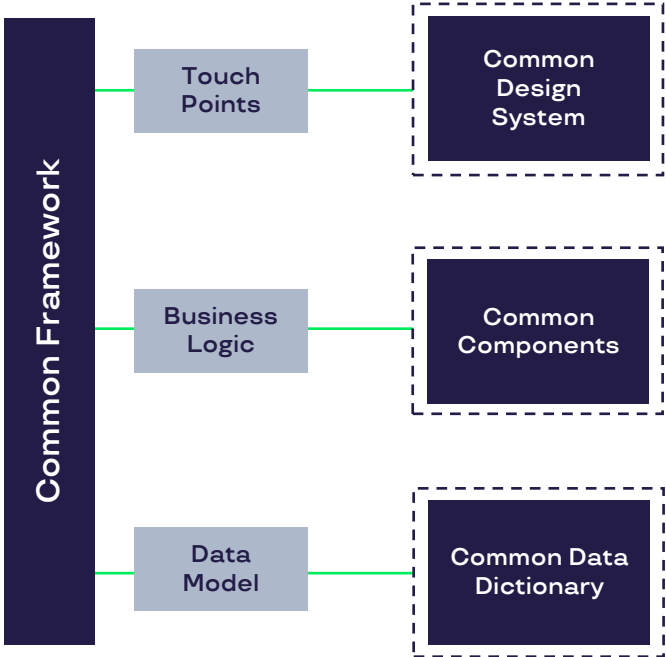 Common Framework
Touch
Points
Common
Design
System
Business
Logic
Common
Components
Data
Model
Common Data
Dictionary